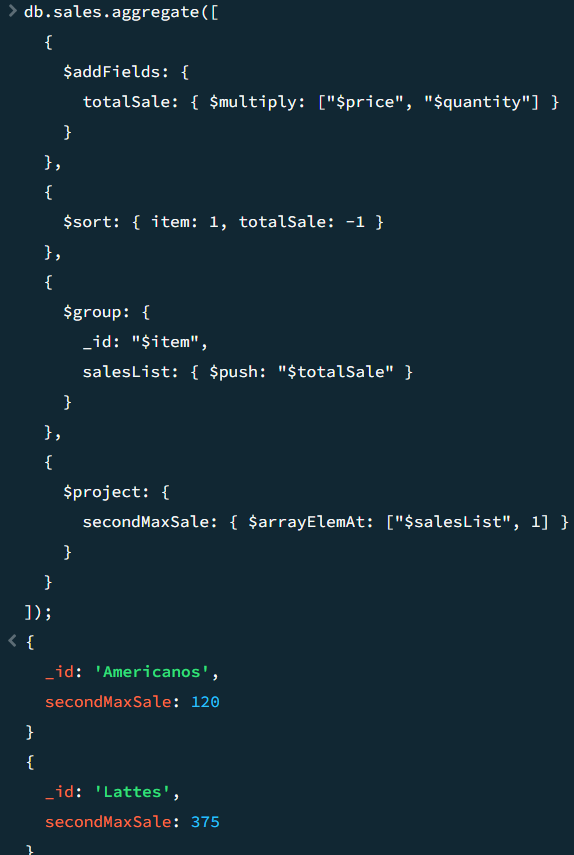 db.sales.aggregate([
{
$addFields: {
totalSale: { $multiply: ["$price", "$quantity"] }
}
},
{
$sort: { item: 1, totalSale: -1 }
},
{
$group: {
_id: "$item",
salesList: { $push: "$totalSale" }
}
},
{
$project: {
secondMaxSale: { $arrayElemAt: ["$salesList", 1] }
}
}
]);
{
_id: 'Americanos',
secondMaxSale: 120
}
{
_id: 'Lattes',
secondMaxSale: 375
}